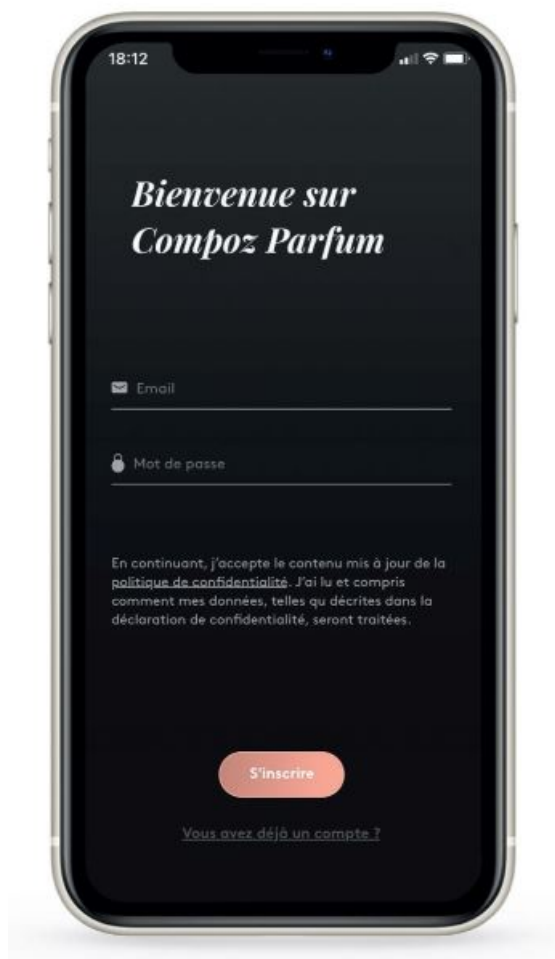 18:12
Bienvenue sur
Compoz Parfum
Email
Mot de passe
En continuant, j'accepte le contenu mis à jour de la
politique de confidentialité. J'ai lu et compris
comment mes données, telles qu décrites dans la
déclaration de confidentialité, seront traitées.
S'inscrire
Vous avez déjà un compte ?